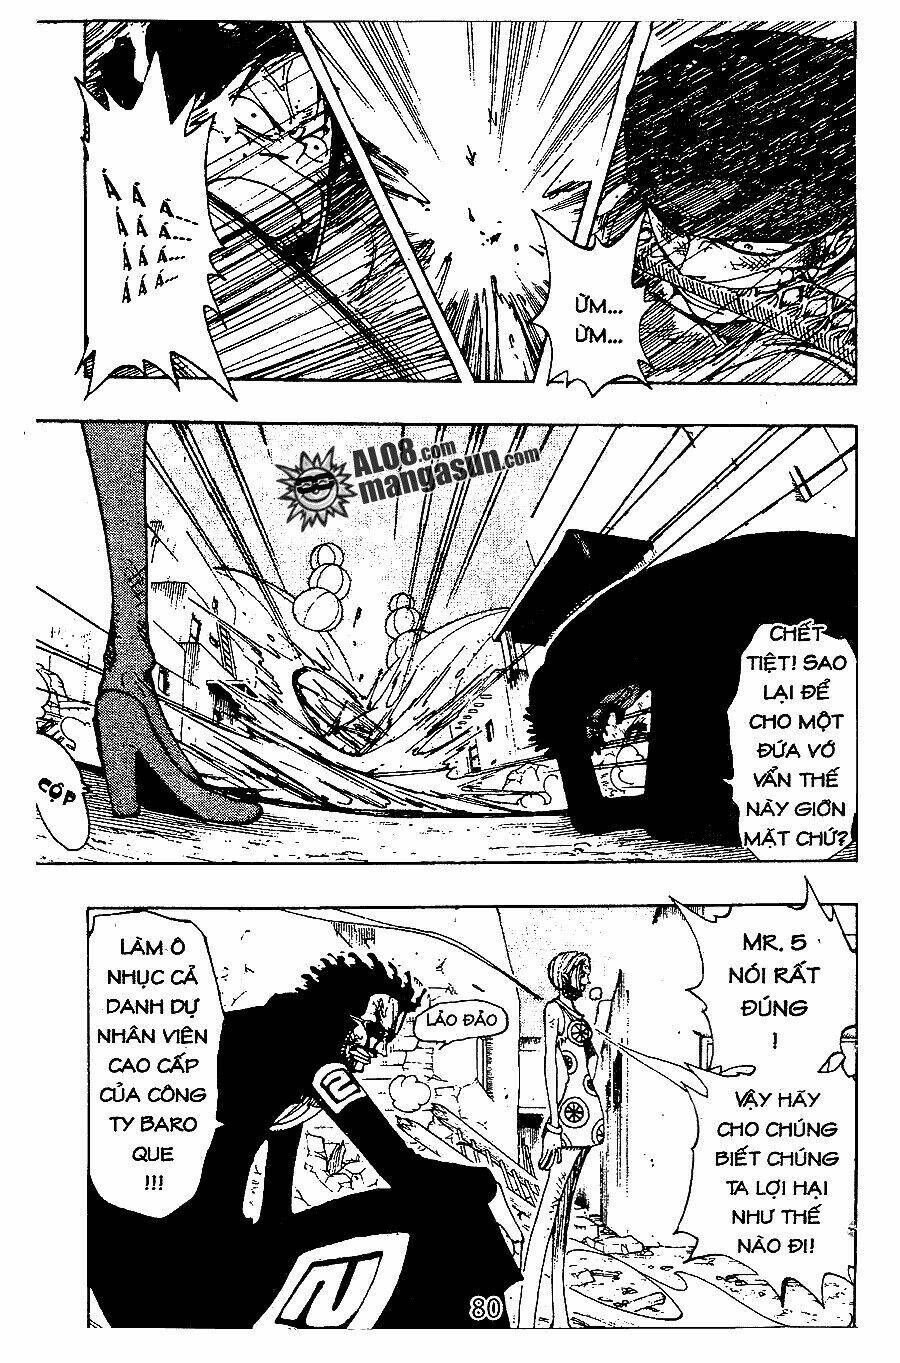 Á Á Á....
Á Á Á....
Á Á Á....
Á Á Á....
ỪM...
ỪM...
AL08.com
mangasun.com
CỘP
CHẾT
TIỆT! SAO
LẠI ĐỂ
CHO MỘT
ĐỨA VỚ
VẨN THẾ
NÀY GIỠN
MẶT CHỨ?
LÀM Ô
NHỤC CẢ
DANH DỰ
NHÂN VIÊN
CAO CẤP
CỦA CÔNG
TY BARO
QUE
!!!
LẢO ĐẢO
MR. 5
NÓI RẤT
ĐÚNG
!
VẬY HÃY
CHO CHÚNG
BIẾT CHÚNG
TA LỢI HẠI
NHƯ THẾ
NÀO ĐI!
80